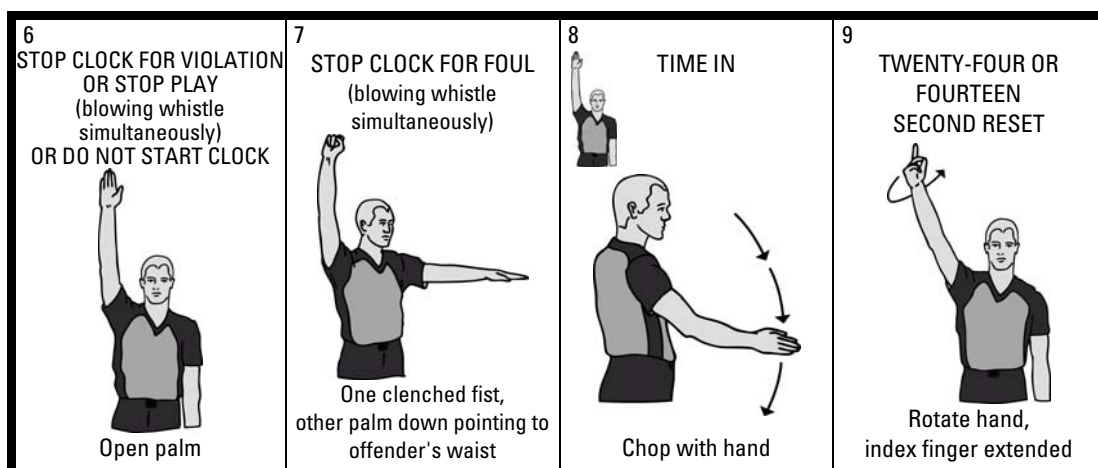 6
STOP CLOCK FOR VIOLATION
OR STOP PLAY
(blowing whistle
simultaneously)
OR DO NOT START CLOCK
Open palm
7
STOP CLOCK FOR FOUL
(blowing whistle
simultaneously)
One clenched fist,
other palm down pointing to
offender's waist
8
TIME IN
Chop with hand
9
TWENTY-FOUR OR
FOURTEEN
SECOND RESET
Rotate hand,
index finger extended